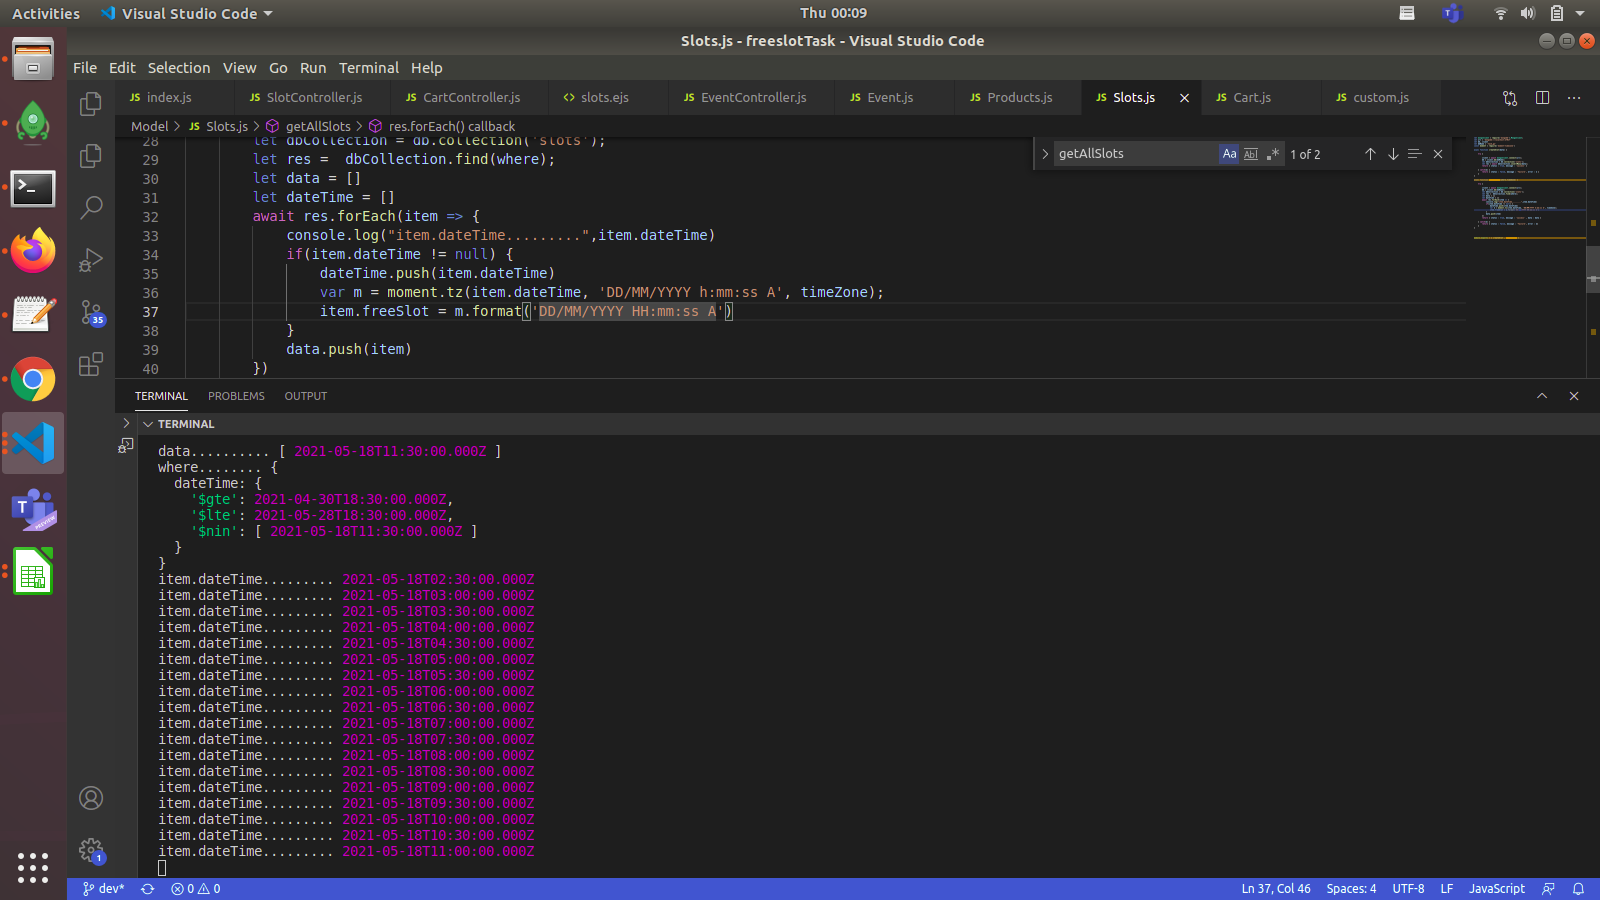 Activities
Visual Studio Code
Thu 00:09
Slots.js - freeslotTask - Visual Studio Code
File Edit Selection View Go Run Terminal Help
JS index.js
JS SlotController.js
JS CartController.js
<> slots.ejs
JS EventController.js
JS Event.js
JS Products.js
JS Slots.js
JS Cart.js
JS custom.js
Model > JS Slots.js > getAllSlots > res.forEach() callback
getAllSlots
Aa Abl .* 1 of 2
28 let dbCollection = db.collection('slots');
29 let res =  dbCollection.find(where);
30 let data = []
31 let dateTime = []
32 await res.forEach(item => {
33 console.log("item.dateTime.........",item.dateTime)
34 if(item.dateTime != null) {
35 dateTime.push(item.dateTime)
36 var m = moment.tz(item.dateTime, 'DD/MM/YYYY h:mm:ss A', timeZone);
37 item.freeSlot = m.format('DD/MM/YYYY HH:mm:ss A')
38 }
39 data.push(item)
40 })
TERMINAL PROBLEMS OUTPUT
TERMINAL
data.......... [ 2021-05-18T11:30:00.000Z ]
where........ {
dateTime: {
'$gte': 2021-04-30T18:30:00.000Z,
'$lte': 2021-05-28T18:30:00.000Z,
'$nin': [ 2021-05-18T11:30:00.000Z ]
}
}
item.dateTime......... 2021-05-18T02:30:00.000Z
item.dateTime......... 2021-05-18T03:00:00.000Z
item.dateTime......... 2021-05-18T03:30:00.000Z
item.dateTime......... 2021-05-18T04:00:00.000Z
item.dateTime......... 2021-05-18T04:30:00.000Z
item.dateTime......... 2021-05-18T05:00:00.000Z
item.dateTime......... 2021-05-18T05:30:00.000Z
item.dateTime......... 2021-05-18T06:00:00.000Z
item.dateTime......... 2021-05-18T06:30:00.000Z
item.dateTime......... 2021-05-18T07:00:00.000Z
item.dateTime......... 2021-05-18T07:30:00.000Z
item.dateTime......... 2021-05-18T08:00:00.000Z
item.dateTime......... 2021-05-18T08:30:00.000Z
item.dateTime......... 2021-05-18T09:00:00.000Z
item.dateTime......... 2021-05-18T09:30:00.000Z
item.dateTime......... 2021-05-18T10:00:00.000Z
item.dateTime......... 2021-05-18T10:30:00.000Z
item.dateTime......... 2021-05-18T11:00:00.000Z
35
1
dev*
0 0
Ln 37, Col 46
Spaces: 4
UTF-8
LF
JavaScript